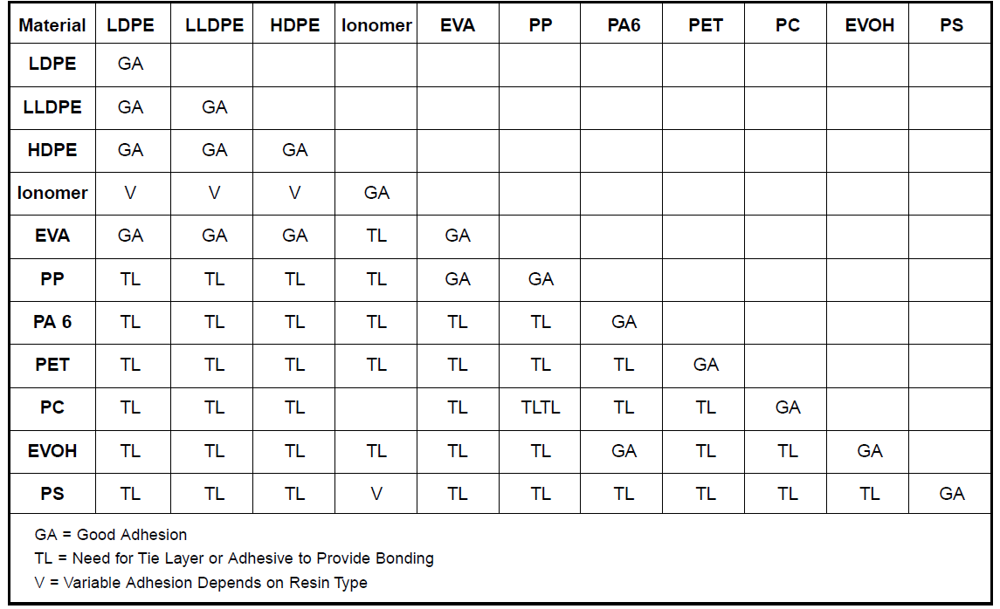 Material LDPE LLDPE HDPE Ionomer EVA PP PA6 PET PC EVOH PS
LDPE GA
LLDPE GA GA
HDPE GA GA GA
Ionomer V V V GA
EVA GA GA GA TL GA
PP TL TL TL TL GA GA
PA 6 TL TL TL TL TL TL GA
PET TL TL TL TL TL TL TL GA
PC TL TL TL TL TLTL TL TL GA
EVOH TL TL TL TL TL TL GA TL TL GA
PS TL TL TL V TL TL TL TL TL TL GA
GA = Good Adhesion
TL = Need for Tie Layer or Adhesive to Provide Bonding
V = Variable Adhesion Depends on Resin Type